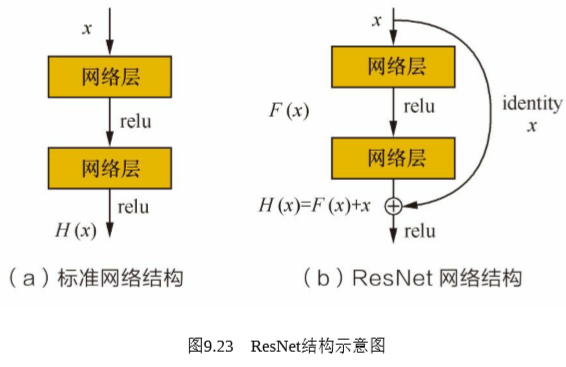 x
网络层
relu
网络层
relu
H (x)
（a）标准网络结构
x
网络层
F (x)
relu
identity
x
网络层
H (x)=F (x)+x
relu
（b）ResNet 网络结构
图9.23 ResNet结构示意图